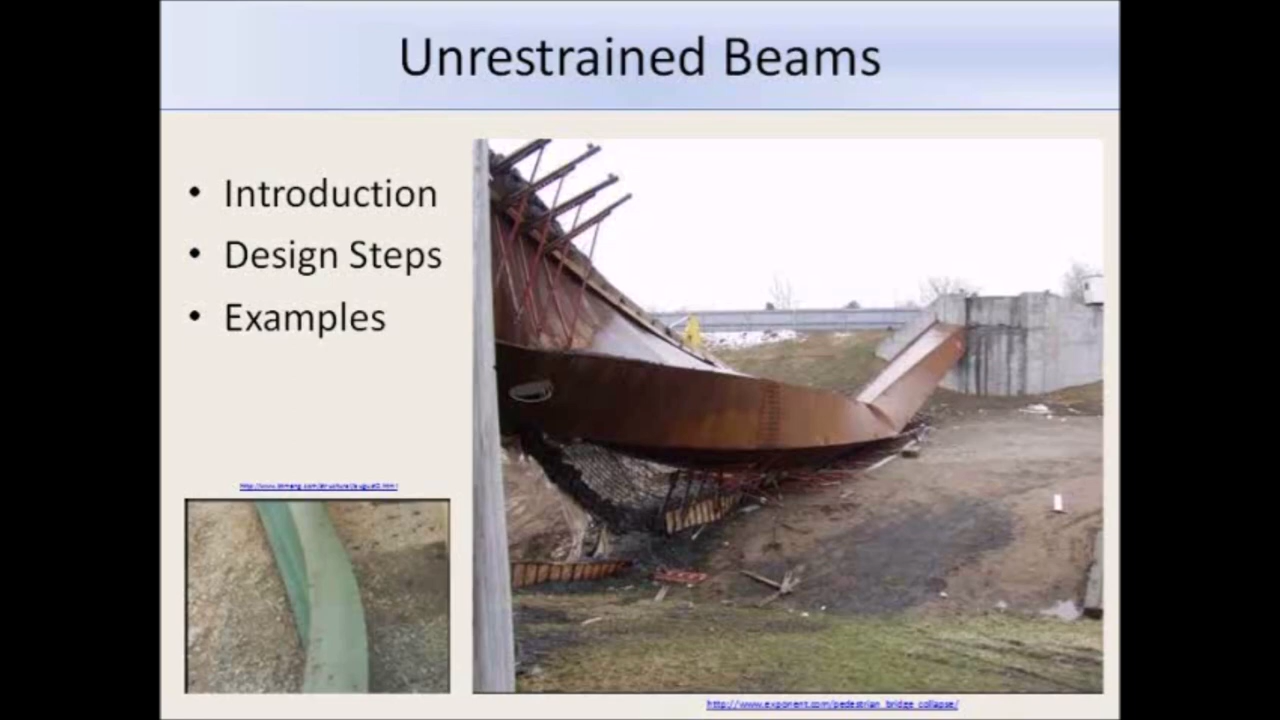 Unrestrained Beams
• Introduction
• Design Steps
• Examples
http://www.exponent.com/pedestrian_bridge_collapse/